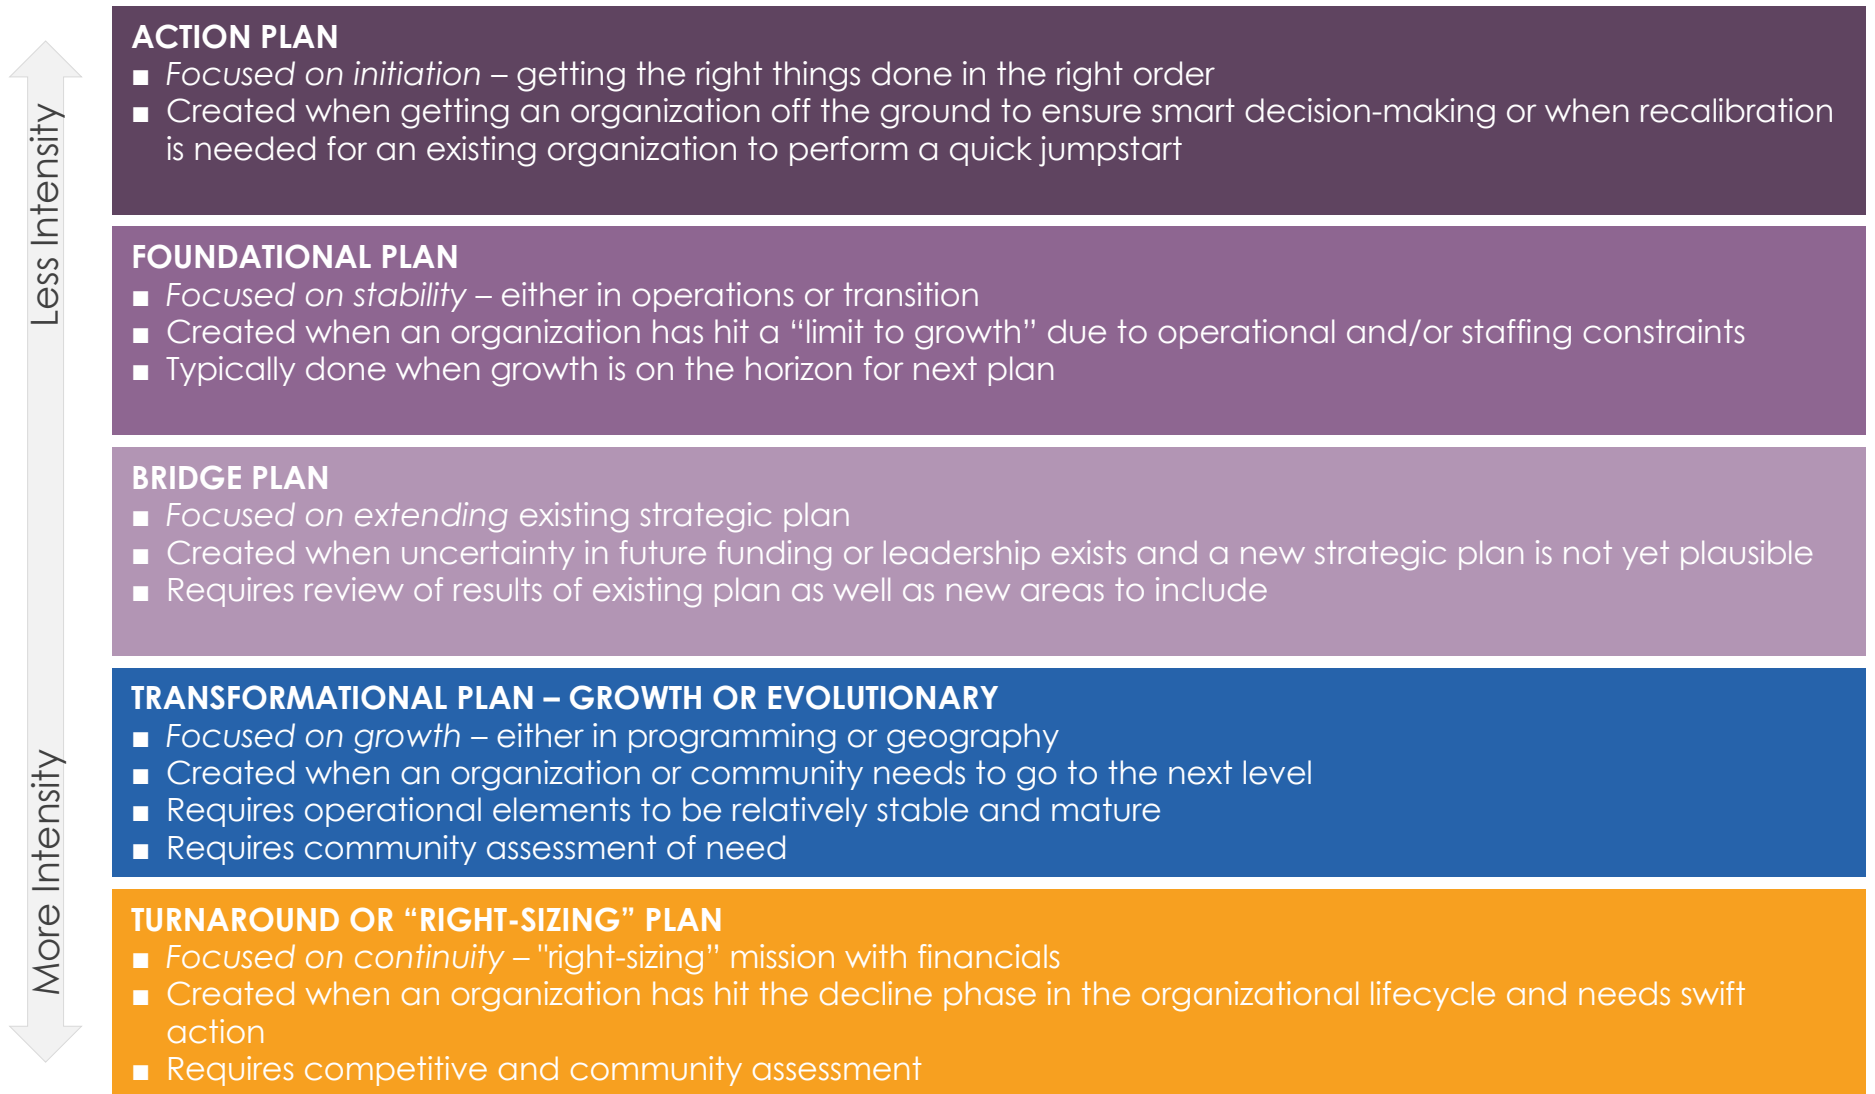 Less Intensity
More Intensity
ACTION PLAN
■ Focused on initiation – getting the right things done in the right order
■ Created when getting an organization off the ground to ensure smart decision-making or when recalibration
is needed for an existing organization to perform a quick jumpstart
FOUNDATIONAL PLAN
■ Focused on stability – either in operations or transition
■ Created when an organization has hit a “limit to growth” due to operational and/or staffing constraints
■ Typically done when growth is on the horizon for next plan
BRIDGE PLAN
■ Focused on extending existing strategic plan
■ Created when uncertainty in future funding or leadership exists and a new strategic plan is not yet plausible
■ Requires review of results of existing plan as well as new areas to include
TRANSFORMATIONAL PLAN – GROWTH OR EVOLUTIONARY
■ Focused on growth – either in programming or geography
■ Created when an organization or community needs to go to the next level
■ Requires operational elements to be relatively stable and mature
■ Requires community assessment of need
TURNAROUND OR “RIGHT-SIZING” PLAN
■ Focused on continuity – "right-sizing” mission with financials
■ Created when an organization has hit the decline phase in the organizational lifecycle and needs swift
action
■ Requires competitive and community assessment